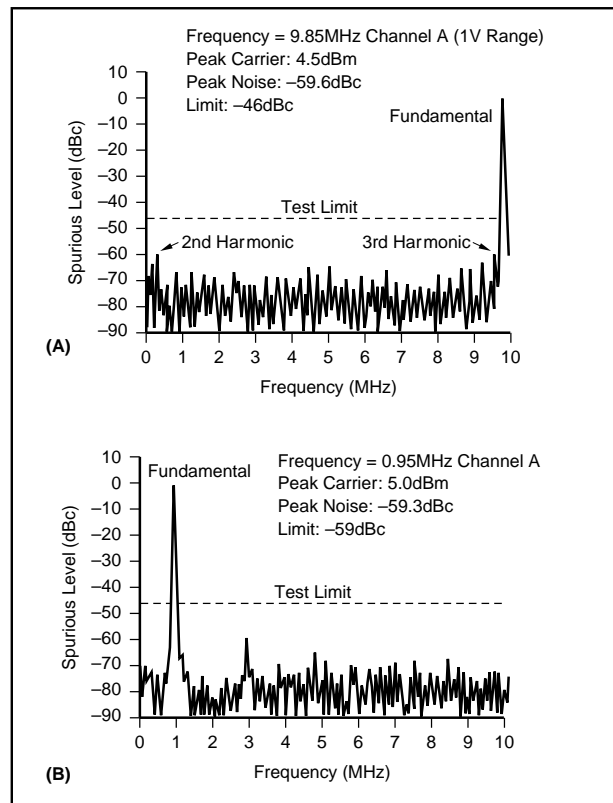 Frequency = 9.85MHz Channel A (1V Range)
Peak Carrier: 4.5dBm
Peak Noise: –59.6dBc
Limit: –46dBc
Fundamental
Test Limit
2nd Harmonic
3rd Harmonic
Spurious Level (dBc)
10
0
–10
–20
–30
–40
–50
–60
–70
–80
–90
0 1 2 3 4 5 6 7 8 9 10
Frequency (MHz)
(A)
Frequency = 0.95MHz Channel A
Peak Carrier: 5.0dBm
Peak Noise: –59.3dBc
Limit: –59dBc
Fundamental
Test Limit
Spurious Level (dBc)
10
0
–10
–20
–30
–40
–50
–60
–70
–80
–90
0 1 2 3 4 5 6 7 8 9 10
Frequency (MHz)
(B)